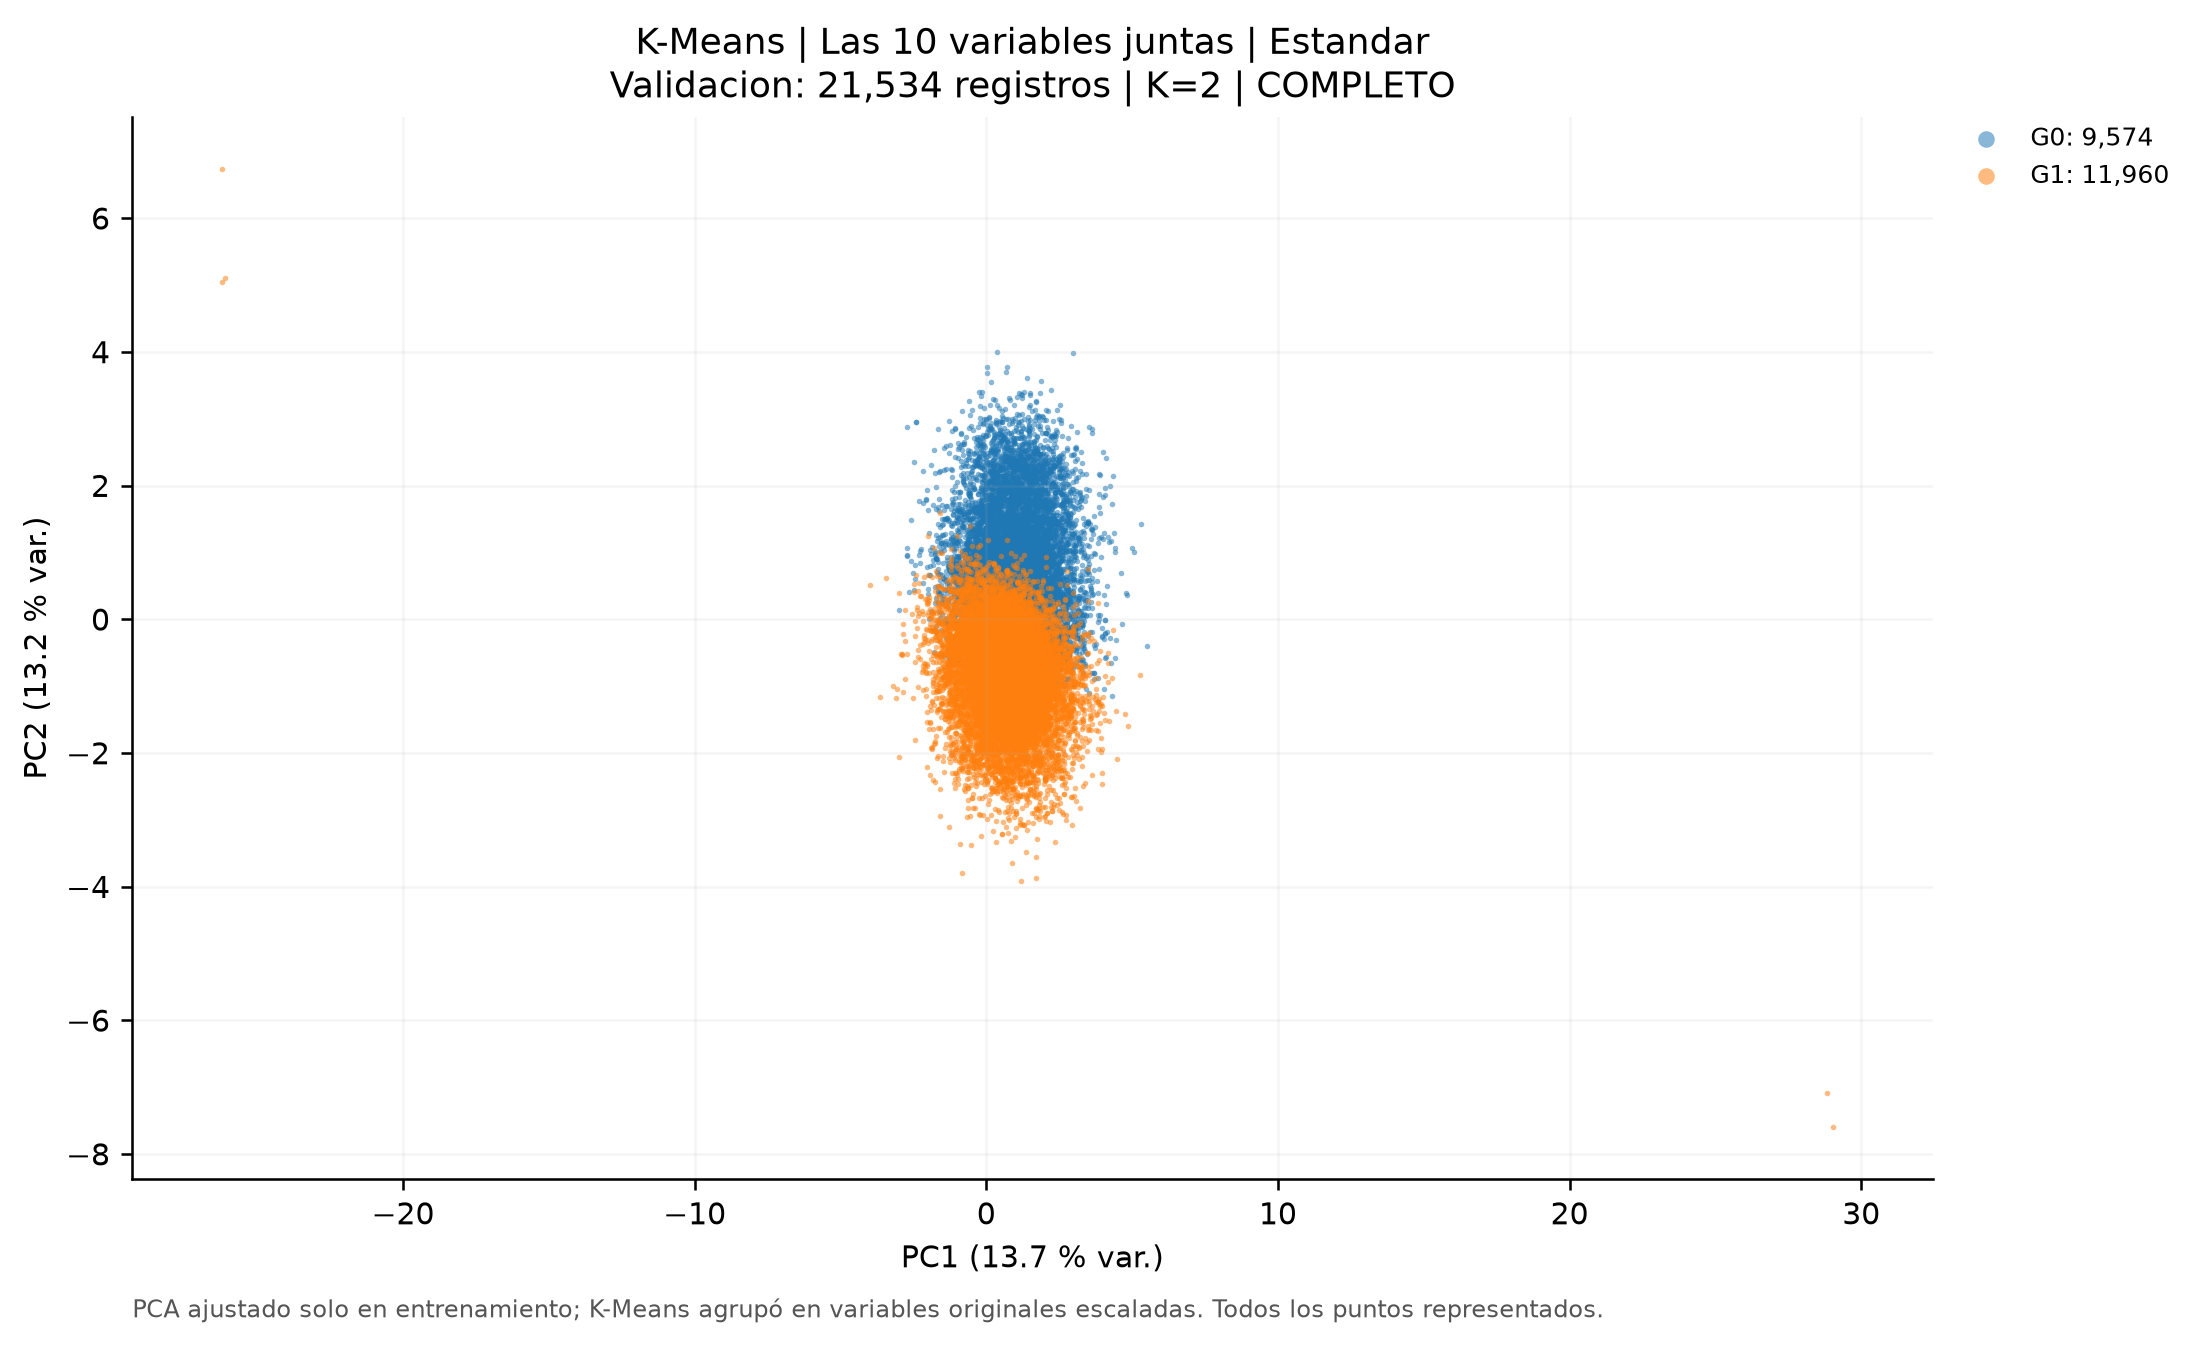 K-Means | Las 10 variables juntas | Estandar
Validacion: 21,534 registros | K=2 | COMPLETO
G0: 9,574
G1: 11,960
6
4
2
0
−2
−4
−6
−8
PC2 (13.2 % var.)
−20
−10
0
10
20
30
PC1 (13.7 % var.)
PCA ajustado solo en entrenamiento; K-Means agrupó en variables originales escaladas. Todos los puntos representados.